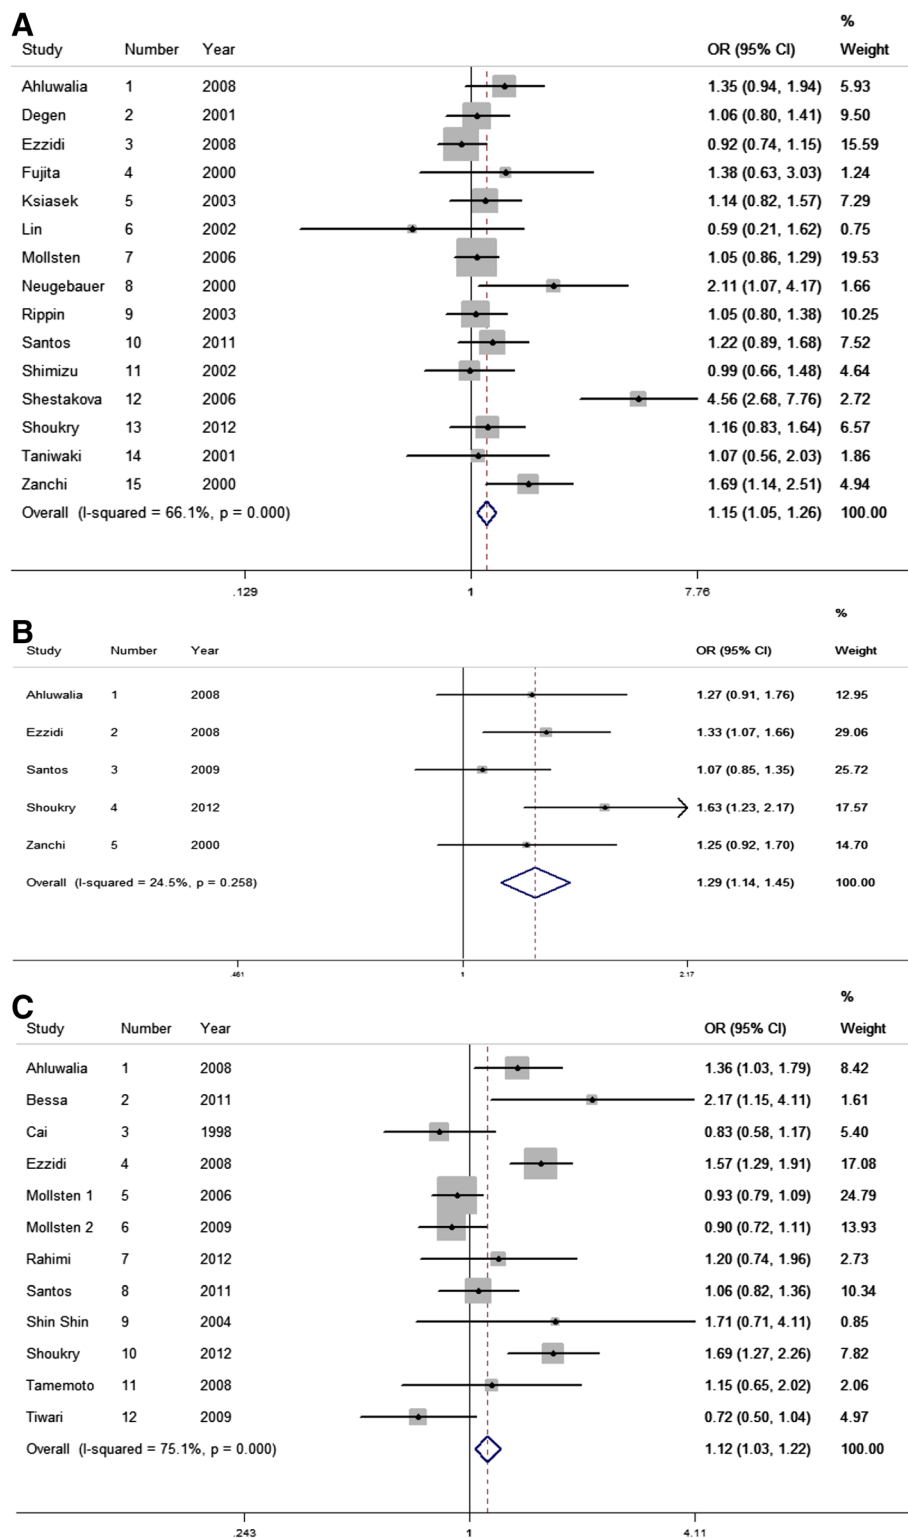 A
%
Study Number Year OR (95% CI) Weight
Ahluwalia 1 2008 1.35 (0.94, 1.94) 5.93
Degen 2 2001 1.06 (0.80, 1.41) 9.50
Ezzidi 3 2008 0.92 (0.74, 1.15) 15.59
Fujita 4 2000 1.38 (0.63, 3.03) 1.24
Ksiasek 5 2003 1.14 (0.82, 1.57) 7.29
Lin 6 2002 0.59 (0.21, 1.62) 0.75
Mollsten 7 2006 1.05 (0.86, 1.29) 19.53
Neugebauer 8 2000 2.11 (1.07, 4.17) 1.66
Rippin 9 2003 1.05 (0.80, 1.38) 10.25
Santos 10 2011 1.22 (0.89, 1.68) 7.52
Shimizu 11 2002 0.99 (0.66, 1.48) 4.64
Shestakova 12 2006 4.56 (2.68, 7.76) 2.72
Shoukry 13 2012 1.16 (0.83, 1.64) 6.57
Taniwaki 14 2001 1.07 (0.56, 2.03) 1.86
Zanchi 15 2000 1.69 (1.14, 2.51) 4.94
Overall (I-squared = 66.1%, p = 0.000) 1.15 (1.05, 1.26) 100.00
.129 1 7.76
B
%
Study Number Year OR (95% CI) Weight
Ahluwalia 1 2008 1.27 (0.91, 1.76) 12.95
Ezzidi 2 2008 1.33 (1.07, 1.66) 29.06
Santos 3 2009 1.07 (0.85, 1.35) 25.72
Shoukry 4 2012 1.63 (1.23, 2.17) 17.57
Zanchi 5 2000 1.25 (0.92, 1.70) 14.70
Overall (I-squared = 24.5%, p = 0.258) 1.29 (1.14, 1.45) 100.00
.461 1 2.17
C
%
Study Number Year OR (95% CI) Weight
Ahluwalia 1 2008 1.36 (1.03, 1.79) 8.42
Bessa 2 2011 2.17 (1.15, 4.11) 1.61
Cai 3 1998 0.83 (0.58, 1.17) 5.40
Ezzidi 4 2008 1.57 (1.29, 1.91) 17.08
Mollsten 1 5 2006 0.93 (0.79, 1.09) 24.79
Mollsten 2 6 2009 0.90 (0.72, 1.11) 13.93
Rahimi 7 2012 1.20 (0.74, 1.96) 2.73
Santos 8 2011 1.06 (0.82, 1.36) 10.34
Shin Shin 9 2004 1.71 (0.71, 4.11) 0.85
Shoukry 10 2012 1.69 (1.27, 2.26) 7.82
Tamemoto 11 2008 1.15 (0.65, 2.02) 2.06
Tiwari 12 2009 0.72 (0.50, 1.04) 4.97
Overall (I-squared = 75.1%, p = 0.000) 1.12 (1.03, 1.22) 100.00
.243 1 4.11